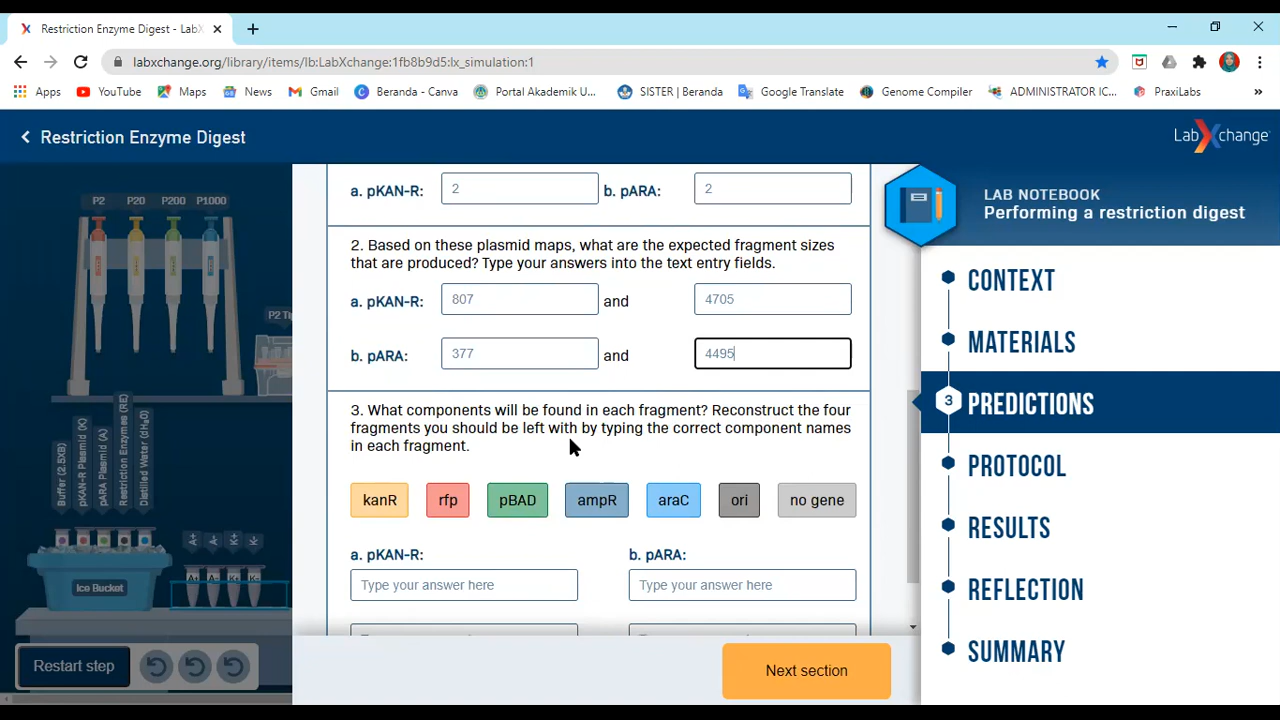 Restriction Enzyme Digest - LabX
labxchange.org/library/items/lb:LabXchange:1fb8b9d5:lx_simulation:1
Apps YouTube Maps News Gmail Beranda - Canva Portal Akademik U... SISTER | Beranda Google Translate Genome Compiler ADMINISTRATOR IC... PraxiLabs »
Restriction Enzyme Digest
LabXchange
P2 P20 P200 P1000
P2 Ti
Buffer (2.5XB)
pKAN-R Plasmid (K)
pARA Plasmid (A)
Restriction Enzymes (RE)
Distilled Water (dH₂O)
A+ A- K+ K-
A+ A- K+ K-
Ice Bucket
Restart step
a. pKAN-R: 2 b. pARA: 2
2. Based on these plasmid maps, what are the expected fragment sizes
that are produced? Type your answers into the text entry fields.
a. pKAN-R: 807 and 4705
b. pARA: 377 and 4495
3. What components will be found in each fragment? Reconstruct the four
fragments you should be left with by typing the correct component names
in each fragment.
kanR rfp pBAD ampR araC ori no gene
a. pKAN-R: b. pARA:
Type your answer here Type your answer here
Next section
LAB NOTEBOOK
Performing a restriction digest
CONTEXT
MATERIALS
3 PREDICTIONS
PROTOCOL
RESULTS
REFLECTION
SUMMARY